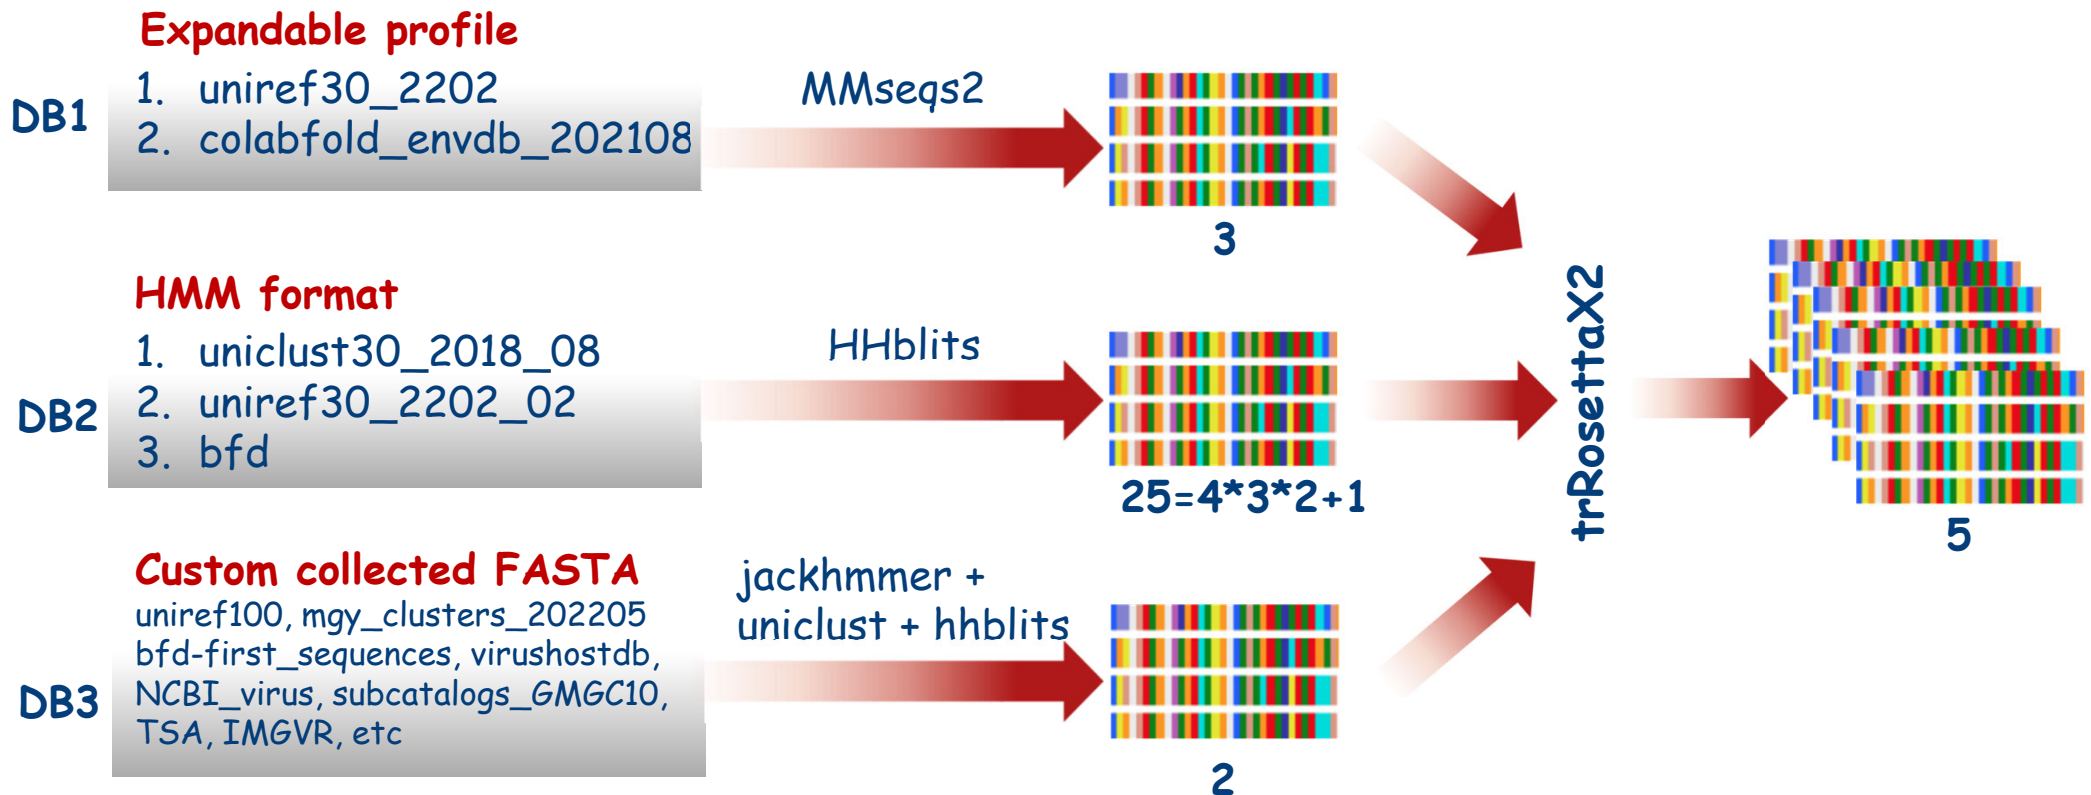 Expandable profile
DB1
1. uniref30_2202
2. colabfold_envdb_202108
MMseqs2
3
HMM format
DB2
1. uniclust30_2018_08
2. uniref30_2202_02
3. bfd
HHblits
25=4*3*2+1
Custom collected FASTA
DB3
uniref100, mgy_clusters_202205
bfd-first_sequences, virushostdb,
NCBI_virus, subcatalogs_GMGC10,
TSA, IMGVR, etc
jackhmmer +
uniclust + hhblits
2
trRosettaX2
5